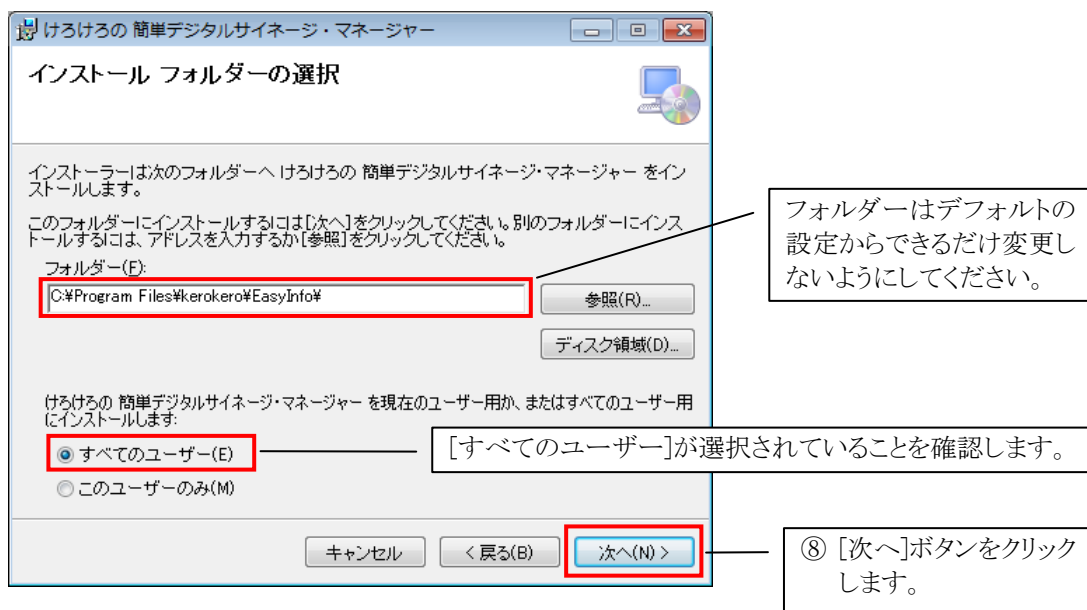 けろけろの 簡単デジタルサイネージ・マネージャー
インストール フォルダーの選択
インストーラーは次のフォルダーへ けろけろの 簡単デジタルサイネージ・マネージャー をイン
ストールします。
このフォルダーにインストールするには[次へ]をクリックしてください。別のフォルダーにインス
トールするには、アドレスを入力するか[参照]をクリックしてください。
フォルダー(F):
C:¥Program Files¥kerokero¥EasyInfo¥
参照(R)...
ディスク領域(D)...
フォルダーはデフォルトの
設定からできるだけ変更し
ないようにしてください。
けろけろの 簡単デジタルサイネージ・マネージャー を現在のユーザー用か、またはすべてのユーザー用
にインストールします:
すべてのユーザー(E)
[すべてのユーザー]が選択されていることを確認します。
このユーザーのみ(M)
キャンセル
< 戻る(B)
次へ(N) >
⑧ [次へ]ボタンをクリック
します。